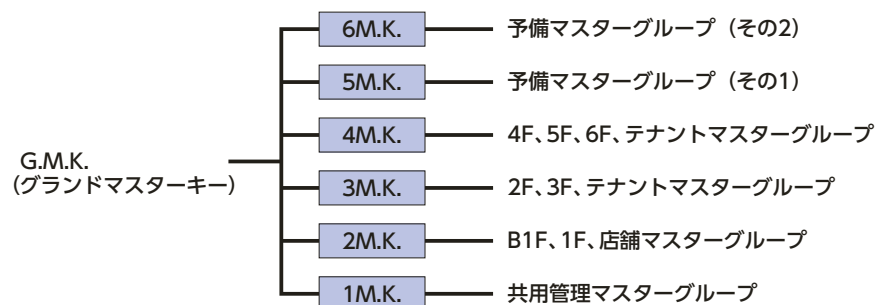 6M.K. 予備マスターグループ（その2）
5M.K. 予備マスターグループ（その1）
4M.K. 4F、5F、6F、テナントマスターグループ
G.M.K.
（グランドマスターキー）
3M.K. 2F、3F、テナントマスターグループ
2M.K. B1F、1F、店舗マスターグループ
1M.K. 共用管理マスターグループ